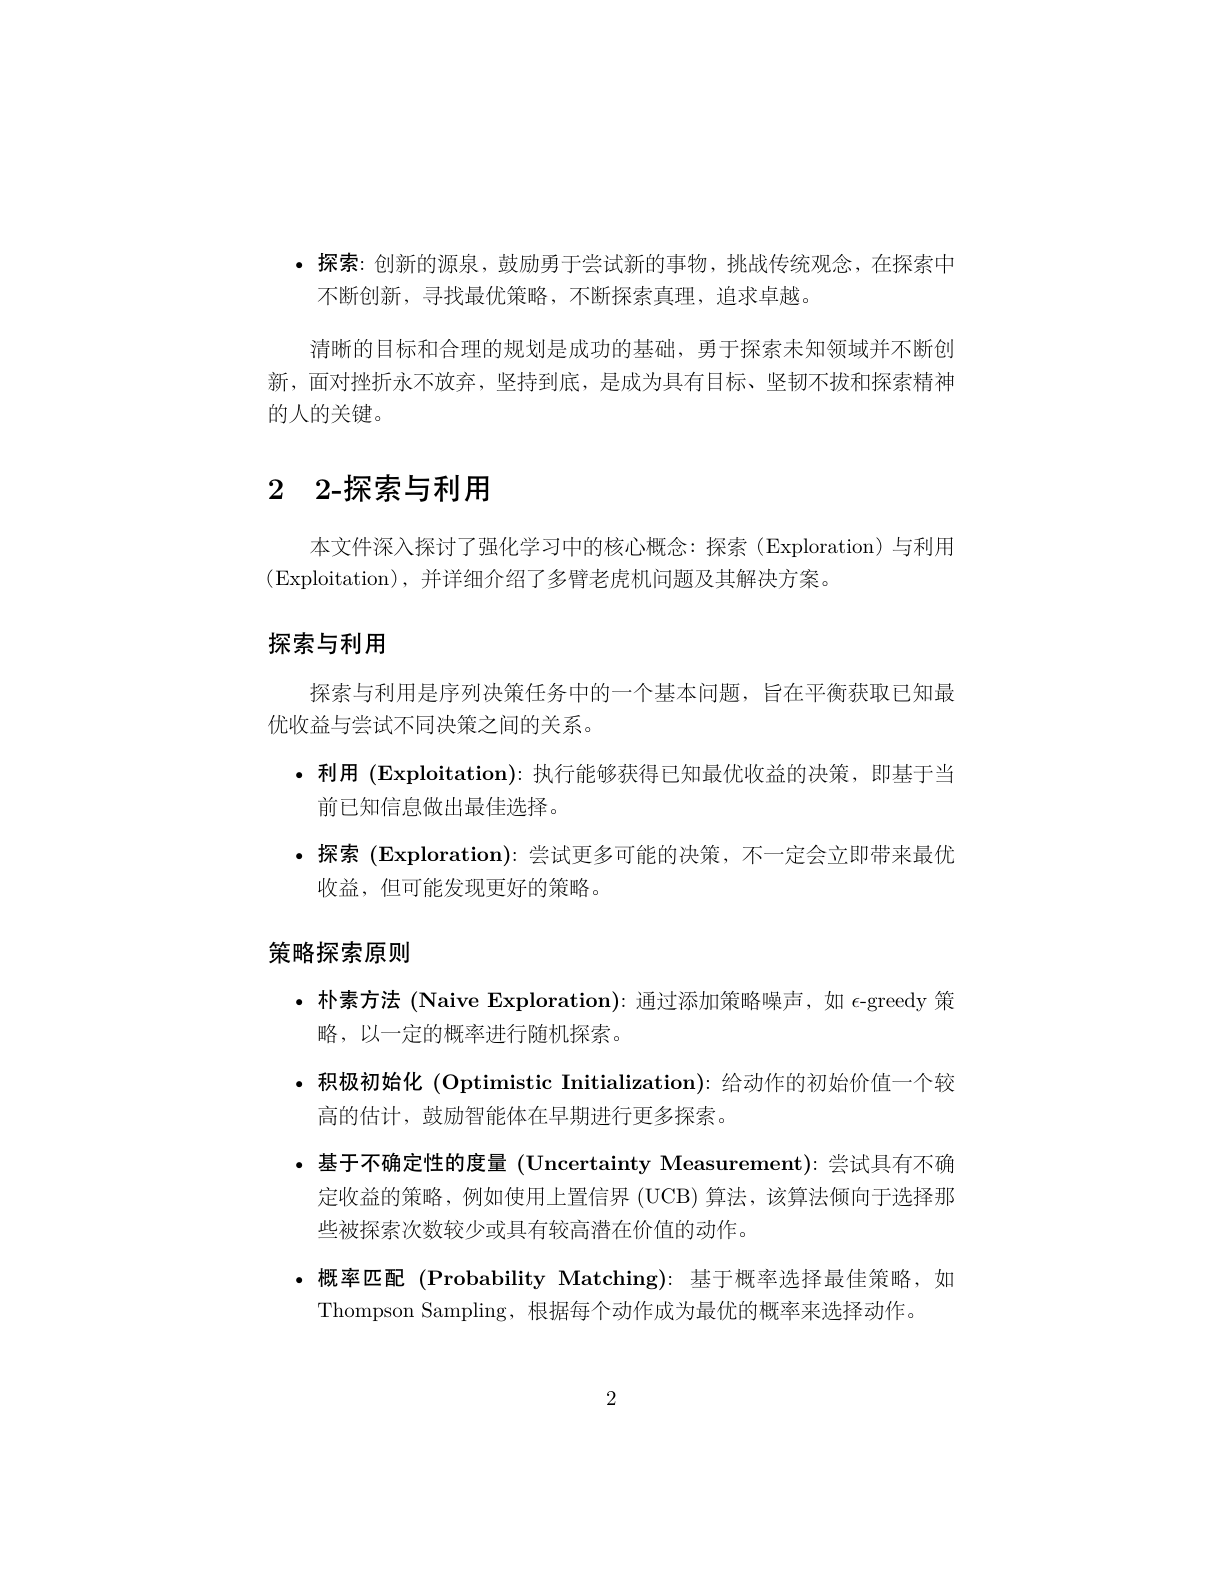 • 探索: 创新的源泉，鼓励勇于尝试新的事物，挑战传统观念，在探索中
不断创新，寻找最优策略，不断探索真理，追求卓越。
清晰的目标和合理的规划是成功的基础，勇于探索未知领域并不断创
新，面对挫折永不放弃，坚持到底，是成为具有目标、坚韧不拔和探索精神
的人的关键。
2 2-探索与利用
本文件深入探讨了强化学习中的核心概念：探索（Exploration）与利用
（Exploitation），并详细介绍了多臂老虎机问题及其解决方案。
探索与利用
探索与利用是序列决策任务中的一个基本问题，旨在平衡获取已知最
优收益与尝试不同决策之间的关系。
• 利用 (Exploitation): 执行能够获得已知最优收益的决策，即基于当
前已知信息做出最佳选择。
• 探索 (Exploration): 尝试更多可能的决策，不一定会立即带来最优
收益，但可能发现更好的策略。
策略探索原则
• 朴素方法 (Naive Exploration): 通过添加策略噪声，如 ϵ-greedy 策
略，以一定的概率进行随机探索。
• 积极初始化 (Optimistic Initialization): 给动作的初始价值一个较
高的估计，鼓励智能体在早期进行更多探索。
• 基于不确定性的度量 (Uncertainty Measurement): 尝试具有不确
定收益的策略，例如使用上置信界 (UCB) 算法，该算法倾向于选择那
些被探索次数较少或具有较高潜在价值的动作。
• 概率匹配 (Probability Matching): 基于概率选择最佳策略，如
Thompson Sampling，根据每个动作成为最优的概率来选择动作。
2